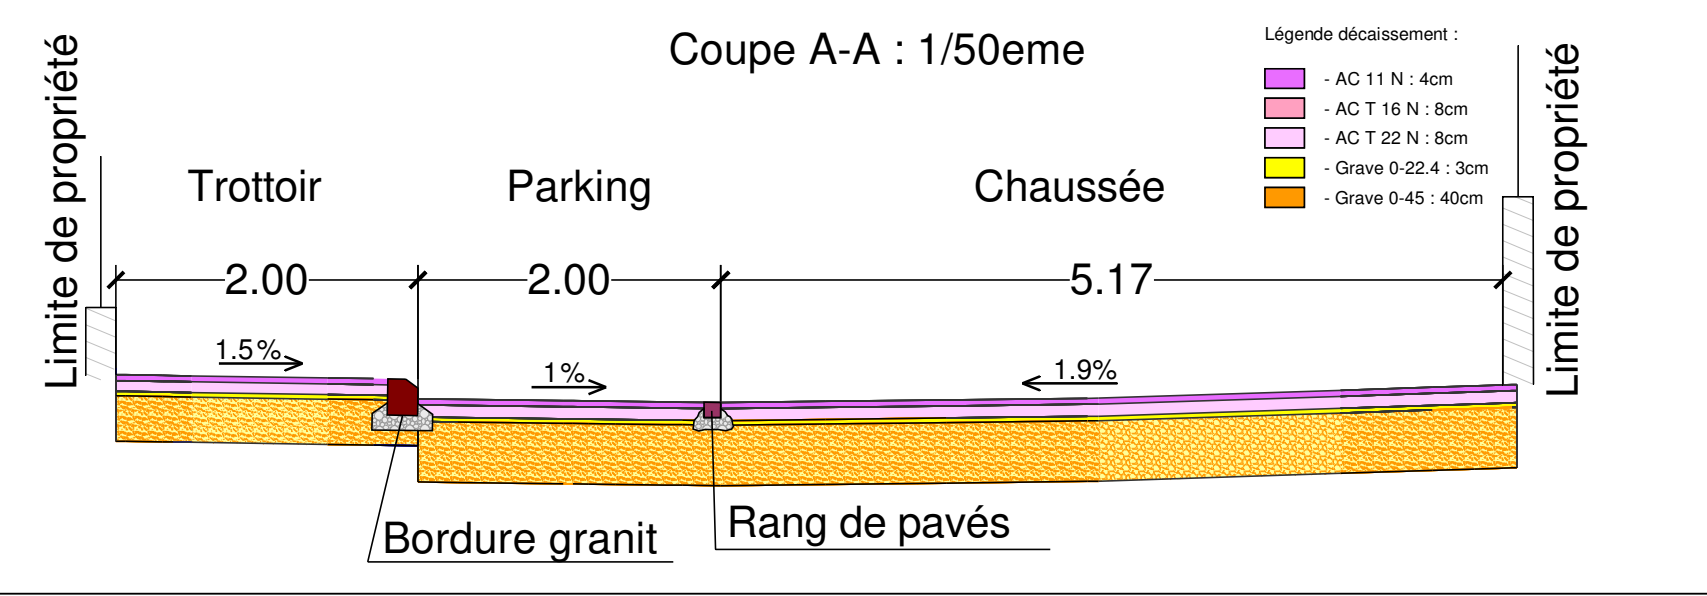 Coupe A-A : 1/50eme
Légende décaissement :
- AC 11 N : 4cm
- AC T 16 N : 8cm
- AC T 22 N : 8cm
- Grave 0-22.4 : 3cm
- Grave 0-45 : 40cm
Limite de propriété
Trottoir
Parking
Chaussée
Limite de propriété
2.00
2.00
5.17
1.5%
1%
1.9%
Bordure granit
Rang de pavés